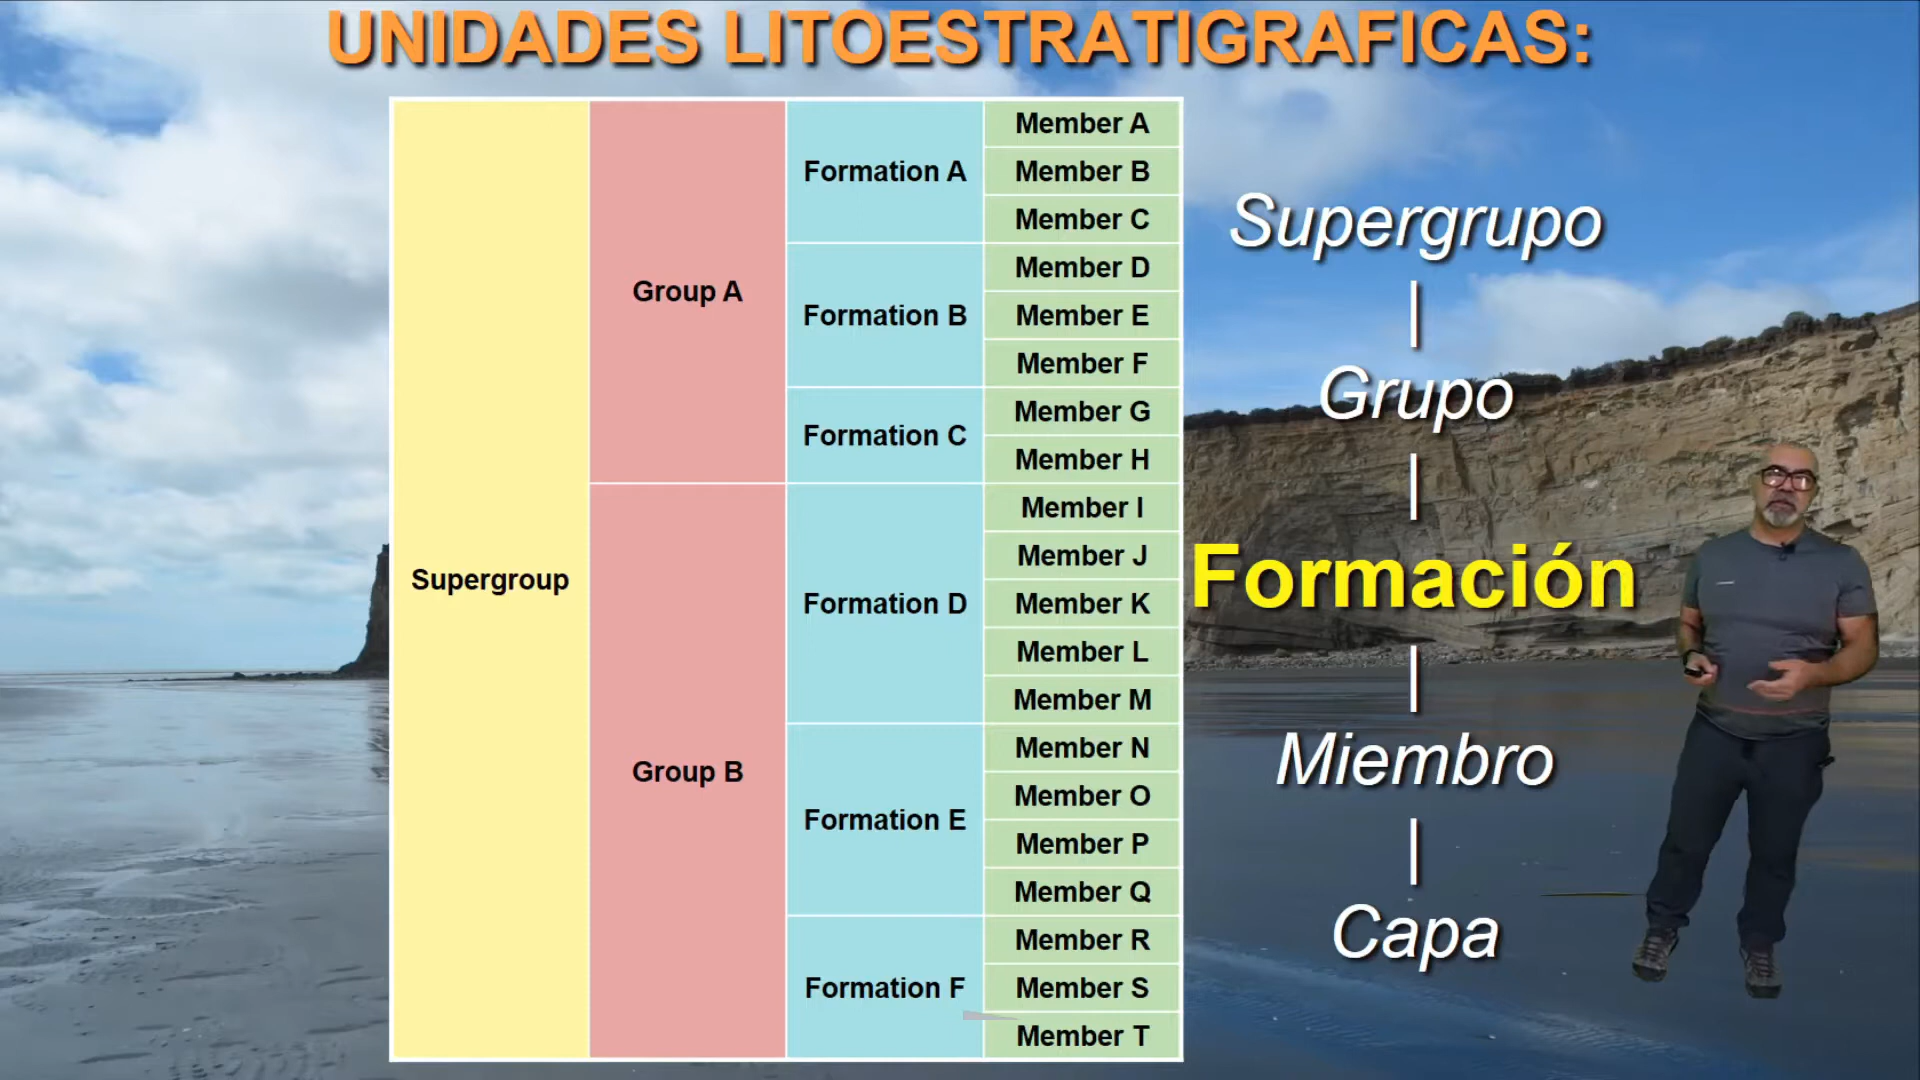 UNIDADES LITOESTRATIGRAFICAS:
Supergroup
Group A
Formation A
Member A
Member B
Member C
Formation B
Member D
Member E
Member F
Formation C
Member G
Member H
Group B
Formation D
Member I
Member J
Member K
Member L
Member M
Formation E
Member N
Member O
Member P
Member Q
Formation F
Member R
Member S
Member T
Supergrupo
Grupo
Formación
Miembro
Capa